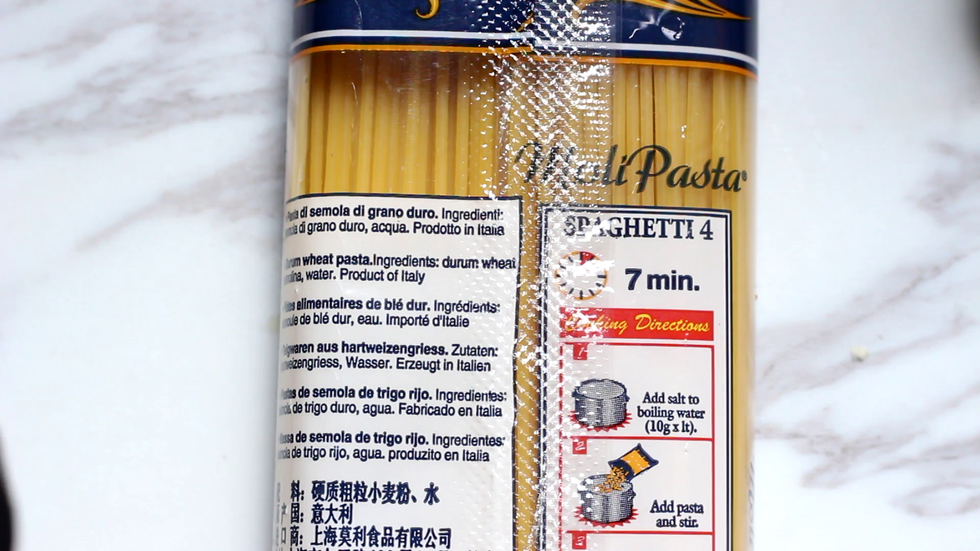 Moli Pasta®
di semola di grano duro. Ingredienti:
di grano duro, acqua. Prodotto in Italia
wheat pasta.Ingredients: durum wheat
water. Product of Italy
elimentaires de blé dur. Ingrédients:
de blé dur, eau. Importé d'Italie
aus hartweizengriess. Zutaten:
Wasser. Erzeugt in Italien
de semola de trigo rijo. Ingredientes:
de trigo duro, agua. Fabricado en Italia
de semola de trigo rijo. Ingredientes:
de trigo rijo, agua. produzito en Italia
料: 硬质粗粒小麦粉、水
国: 意大利
商: 上海莫利食品有限公司
SPAGHETTI 4
7 min.
Cooking Directions
1
Add salt to
boiling water
(10g x lt).
2
Add pasta
and stir.
3